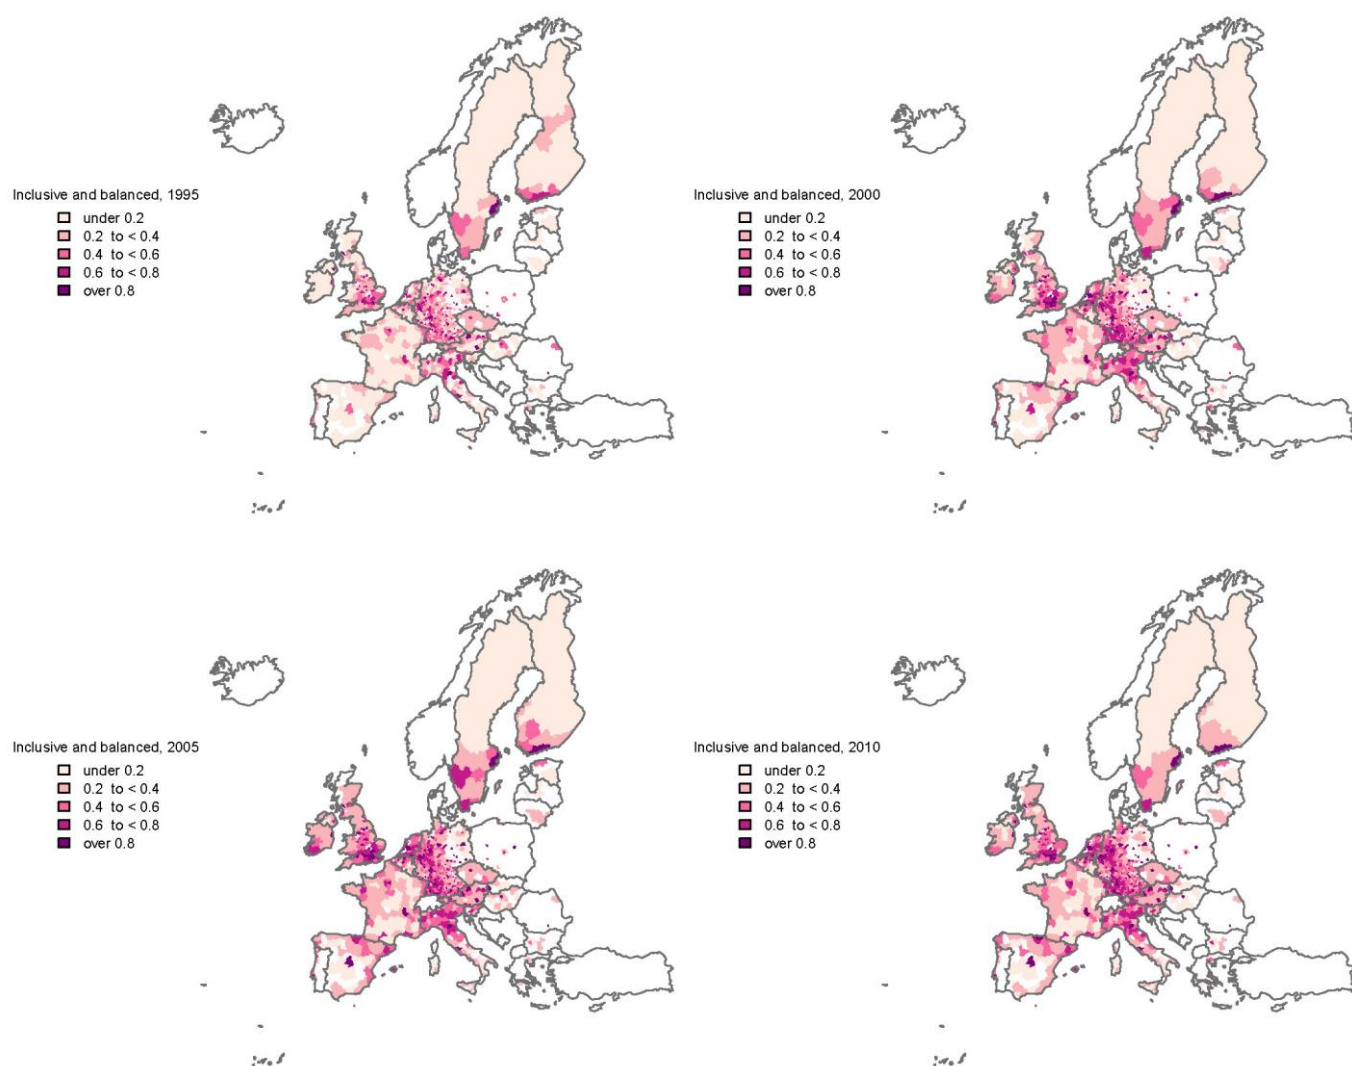 Inclusive and balanced, 1995
under 0.2
0.2 to < 0.4
0.4 to < 0.6
0.6 to < 0.8
over 0.8
Inclusive and balanced, 2000
under 0.2
0.2 to < 0.4
0.4 to < 0.6
0.6 to < 0.8
over 0.8
Inclusive and balanced, 2005
under 0.2
0.2 to < 0.4
0.4 to < 0.6
0.6 to < 0.8
over 0.8
Inclusive and balanced, 2010
under 0.2
0.2 to < 0.4
0.4 to < 0.6
0.6 to < 0.8
over 0.8